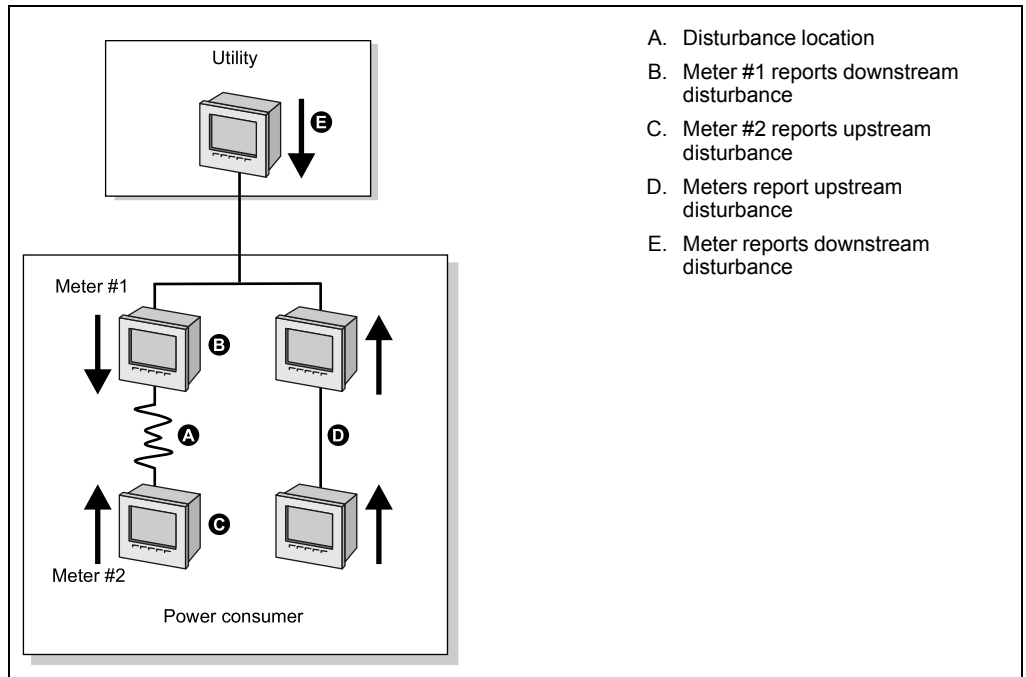 Utility
E
Meter #1
B
A
D
C
Meter #2
Power consumer
A. Disturbance location
B. Meter #1 reports downstream
disturbance
C. Meter #2 reports upstream
disturbance
D. Meters report upstream
disturbance
E. Meter reports downstream
disturbance